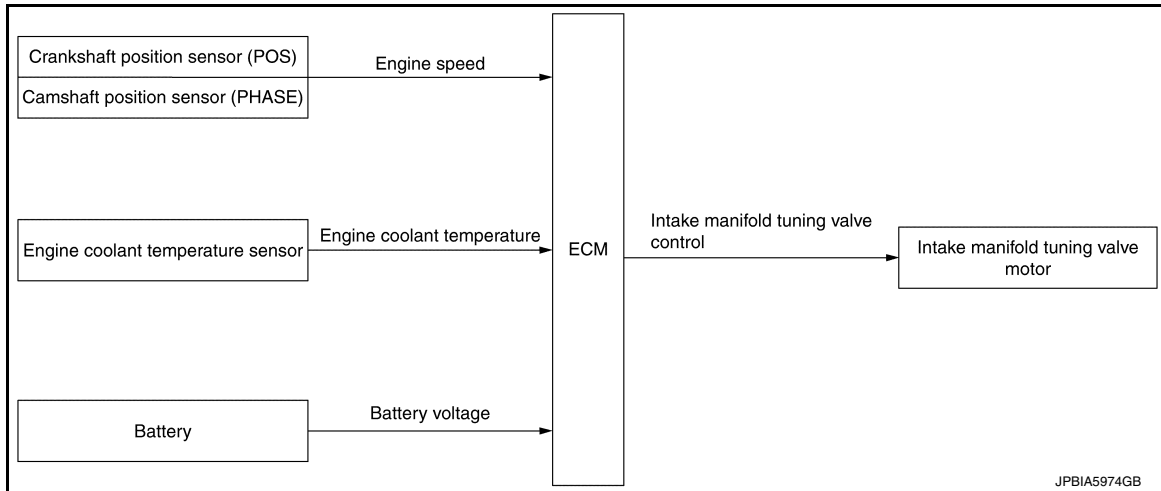 Crankshaft position sensor (POS)
Camshaft position sensor (PHASE)
Engine speed
Engine coolant temperature sensor
Engine coolant temperature
Battery
Battery voltage
ECM
Intake manifold tuning valve
control
Intake manifold tuning valve
motor
JPBIA5974GB